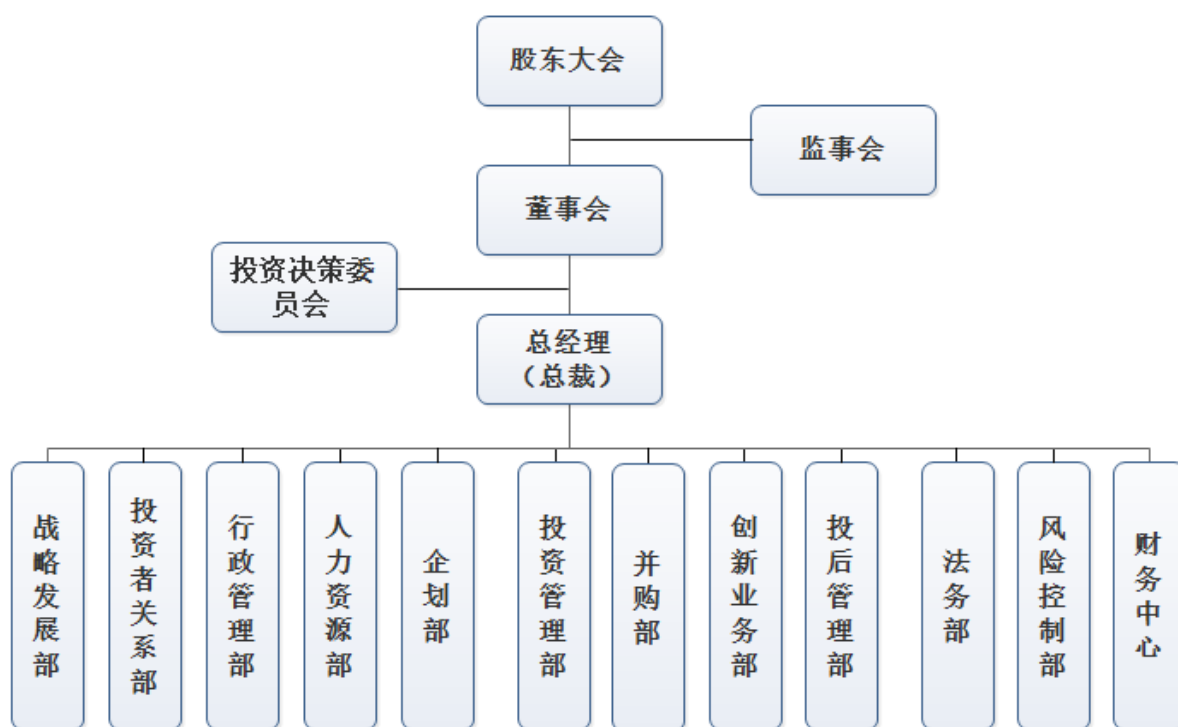 股东大会
监事会
董事会
投资决策委
员会
总经理
（总裁）
战略发展部
投资者关系部
行政管理部
人力资源部
企划部
投资管理部
并购部
创新业务部
投后管理部
法务部
风险控制部
财务中心